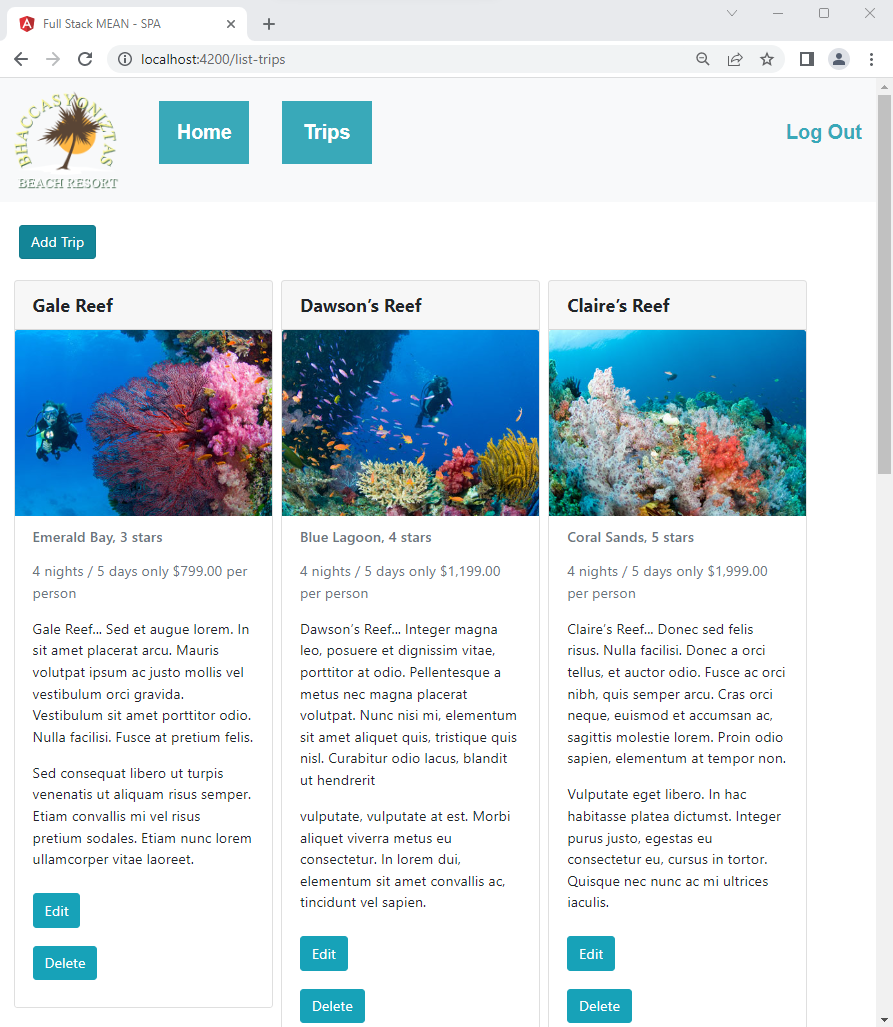 Full Stack MEAN - SPA
localhost:4200/list-trips
BHACCASYONIZTAS
BEACH RESORT
Home
Trips
Log Out
Add Trip
Gale Reef
Emerald Bay, 3 stars
4 nights / 5 days only $799.00 per
person
Gale Reef... Sed et augue lorem. In
sit amet placerat arcu. Mauris
volutpat ipsum ac justo mollis vel
vestibulum orci gravida.
Vestibulum sit amet porttitor odio.
Nulla facilisi. Fusce at pretium felis.
Sed consequat libero ut turpis
venenatis ut aliquam risus semper.
Etiam convallis mi vel risus
pretium sodales. Etiam nunc lorem
ullamcorper vitae laoreet.
Edit
Delete
Dawson’s Reef
Blue Lagoon, 4 stars
4 nights / 5 days only $1,199.00
per person
Dawson’s Reef... Integer magna
leo, posuere et dignissim vitae,
porttitor at odio. Pellentesque a
metus nec magna placerat
volutpat. Nunc nisi mi, elementum
sit amet aliquet quis, tristique quis
nisl. Curabitur odio lacus, blandit
ut hendrerit
vulputate, vulputate at est. Morbi
aliquet viverra metus eu
consectetur. In lorem dui,
elementum sit amet convallis ac,
tincidunt vel sapien.
Edit
Delete
Claire’s Reef
Coral Sands, 5 stars
4 nights / 5 days only $1,999.00
per person
Claire’s Reef... Donec sed felis
risus. Nulla facilisi. Donec a orci
tellus, et auctor odio. Fusce ac orci
nibh, quis semper arcu. Cras orci
neque, euismod et accumsan ac,
sagittis molestie lorem. Proin odio
sapien, elementum at tempor non.
Vulputate eget libero. In hac
habitasse platea dictumst. Integer
purus justo, egestas eu
consectetur eu, cursus in tortor.
Quisque nec nunc ac mi ultrices
iaculis.
Edit
Delete